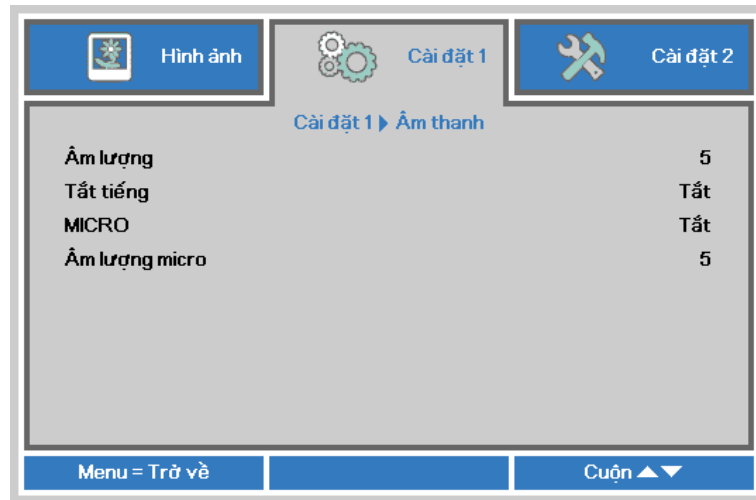 Hình ảnh
Cài đặt 1
Cài đặt 2
Cài đặt 1 ▶ Âm thanh
Âm lượng 5
Tắt tiếng Tắt
MICRO Tắt
Âm lượng micro 5
Menu = Trở về
Cuộn ▲▼